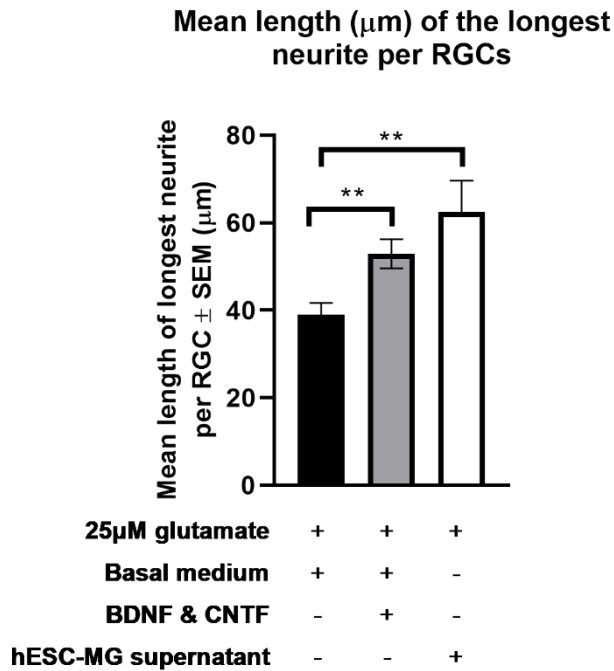 Mean length (μm) of the longest
neurite per RGCs
Mean length of longest neurite
per RGC ± SEM (μm)
80
60
40
20
0
**
**
25μM glutamate + + +
Basal medium + + -
BDNF & CNTF - + -
hESC-MG supernatant - - +